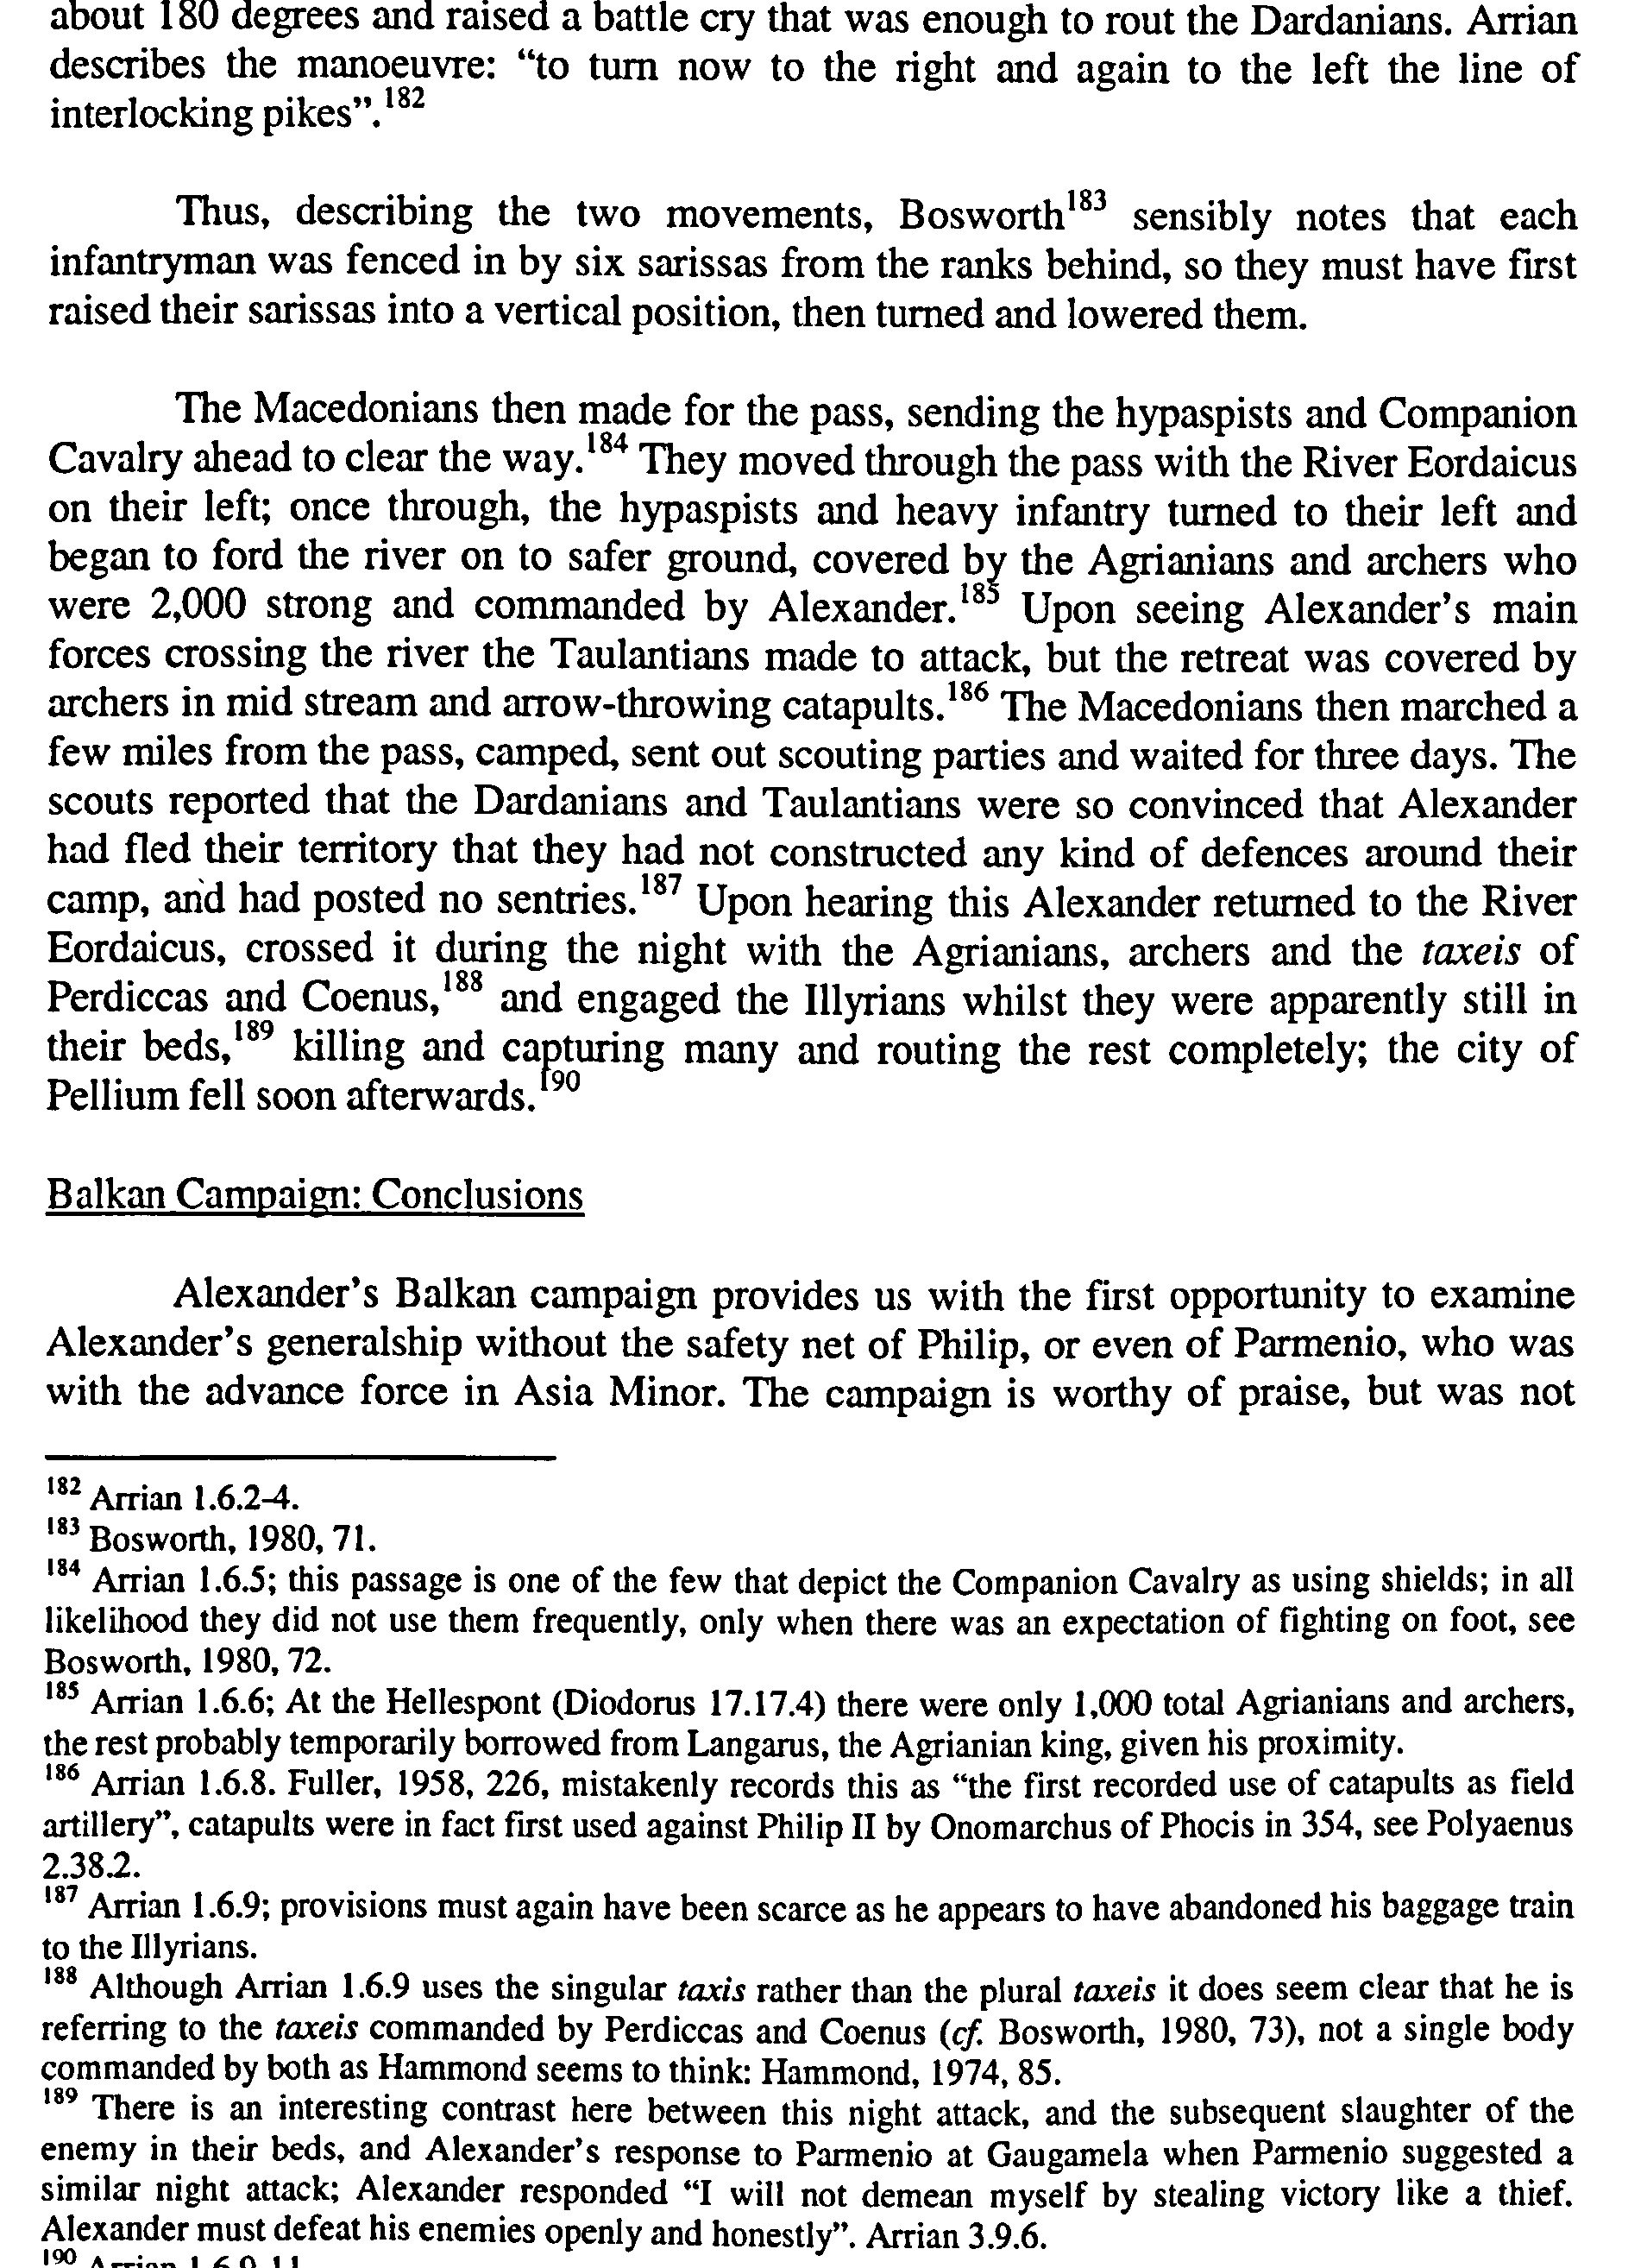 about 180 degrees and raised a battle cry that was enough to rout the Dardanians. Arrian
describes the manoeuvre: “to turn now to the right and again to the left the line of
interlocking pikes”.182
Thus, describing the two movements, Bosworth183 sensibly notes that each
infantryman was fenced in by six sarissas from the ranks behind, so they must have first
raised their sarissas into a vertical position, then turned and lowered them.
The Macedonians then made for the pass, sending the hypaspists and Companion
Cavalry ahead to clear the way.184 They moved through the pass with the River Eordaicus
on their left; once through, the hypaspists and heavy infantry turned to their left and
began to ford the river on to safer ground, covered by the Agrianians and archers who
were 2,000 strong and commanded by Alexander.185 Upon seeing Alexander’s main
forces crossing the river the Taulantians made to attack, but the retreat was covered by
archers in mid stream and arrow-throwing catapults.186 The Macedonians then marched a
few miles from the pass, camped, sent out scouting parties and waited for three days. The
scouts reported that the Dardanians and Taulantians were so convinced that Alexander
had fled their territory that they had not constructed any kind of defences around their
camp, and had posted no sentries.187 Upon hearing this Alexander returned to the River
Eordaicus, crossed it during the night with the Agrianians, archers and the taxeis of
Perdiccas and Coenus,188 and engaged the Illyrians whilst they were apparently still in
their beds,189 killing and capturing many and routing the rest completely; the city of
Pellium fell soon afterwards.190
Balkan Campaign: Conclusions
Alexander’s Balkan campaign provides us with the first opportunity to examine
Alexander’s generalship without the safety net of Philip, or even of Parmenio, who was
with the advance force in Asia Minor. The campaign is worthy of praise, but was not
182 Arrian 1.6.2-4.
183 Bosworth, 1980, 71.
184 Arrian 1.6.5; this passage is one of the few that depict the Companion Cavalry as using shields; in all
likelihood they did not use them frequently, only when there was an expectation of fighting on foot, see
Bosworth, 1980, 72.
185 Arrian 1.6.6; At the Hellespont (Diodorus 17.17.4) there were only 1,000 total Agrianians and archers,
the rest probably temporarily borrowed from Langarus, the Agrianian king, given his proximity.
186 Arrian 1.6.8. Fuller, 1958, 226, mistakenly records this as “the first recorded use of catapults as field
artillery”, catapults were in fact first used against Philip II by Onomarchus of Phocis in 354, see Polyaenus
2.38.2.
187 Arrian 1.6.9; provisions must again have been scarce as he appears to have abandoned his baggage train
to the Illyrians.
188 Although Arrian 1.6.9 uses the singular taxis rather than the plural taxeis it does seem clear that he is
referring to the taxeis commanded by Perdiccas and Coenus (cf. Bosworth, 1980, 73), not a single body
commanded by both as Hammond seems to think: Hammond, 1974, 85.
189 There is an interesting contrast here between this night attack, and the subsequent slaughter of the
enemy in their beds, and Alexander’s response to Parmenio at Gaugamela when Parmenio suggested a
similar night attack; Alexander responded “I will not demean myself by stealing victory like a thief.
Alexander must defeat his enemies openly and honestly”. Arrian 3.9.6.
190 Arrian 1.6.9-11